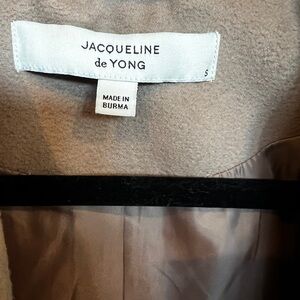 JACQUELINE
de YONG
S
MADE IN
BURMA